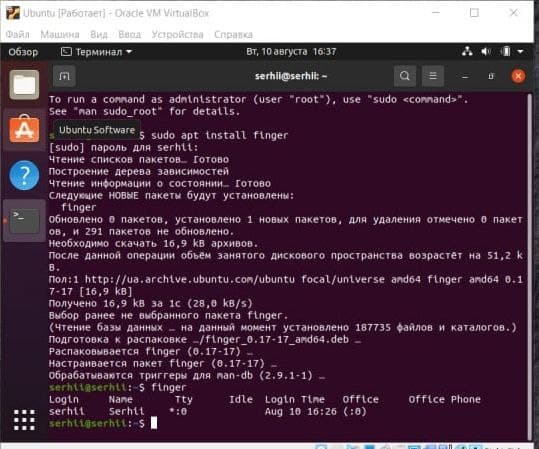 Ubuntu [Работает] - Oracle VM VirtualBox
Файл Машина Вид Ввод Устройства Справка
Обзор Терминал Вт, 10 августа 16:37
serhii@serhii: ~
To run a command as administrator (user "root"), use "sudo <command>".
See "man sudo_root" for details.
Ubuntu Software
$ sudo apt install finger
[sudo] пароль для serhii:
Чтение списков пакетов… Готово
Построение дерева зависимостей
Чтение информации о состоянии… Готово
Следующие НОВЫЕ пакеты будут установлены:
finger
Обновлено 0 пакетов, установлено 1 новых пакетов, для удаления отмечено 0 пакет
ов, и 291 пакетов не обновлено.
Необходимо скачать 16,9 kB архивов.
После данной операции объём занятого дискового пространства возрастёт на 51,2 k
B.
Пол:1 http://ua.archive.ubuntu.com/ubuntu focal/universe amd64 finger amd64 0.1
7-17 [16,9 kB]
Получено 16,9 kB за 1с (28,0 kB/s)
Выбор ранее не выбранного пакета finger.
(Чтение базы данных … на данный момент установлено 187735 файлов и каталогов.)
Подготовка к распаковке …/finger_0.17-17_amd64.deb …
Распаковывается finger (0.17-17) …
Настраивается пакет finger (0.17-17) …
Обрабатываются триггеры для man-db (2.9.1-1) …
serhii@serhii:~$ finger
Login Name Tty Idle Login Time Office Office Phone
serhii Serhii *:0 Aug 10 16:26 (:0)
serhii@serhii:~$